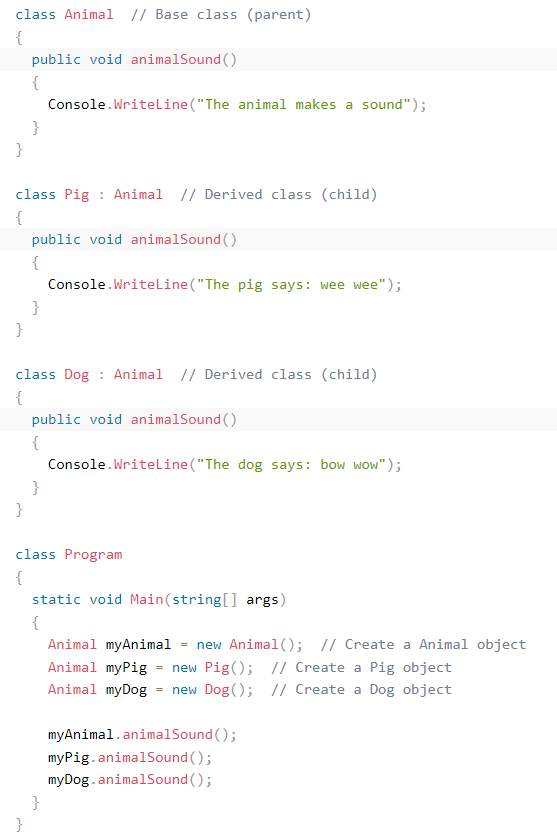 class Animal  // Base class (parent)
{
  public void animalSound()
  {
    Console.WriteLine("The animal makes a sound");
  }
}

class Pig : Animal  // Derived class (child)
{
  public void animalSound()
  {
    Console.WriteLine("The pig says: wee wee");
  }
}

class Dog : Animal  // Derived class (child)
{
  public void animalSound()
  {
    Console.WriteLine("The dog says: bow wow");
  }
}

class Program
{
  static void Main(string[] args)
  {
    Animal myAnimal = new Animal();  // Create a Animal object
    Animal myPig = new Pig();  // Create a Pig object
    Animal myDog = new Dog();  // Create a Dog object

    myAnimal.animalSound();
    myPig.animalSound();
    myDog.animalSound();
  }
}